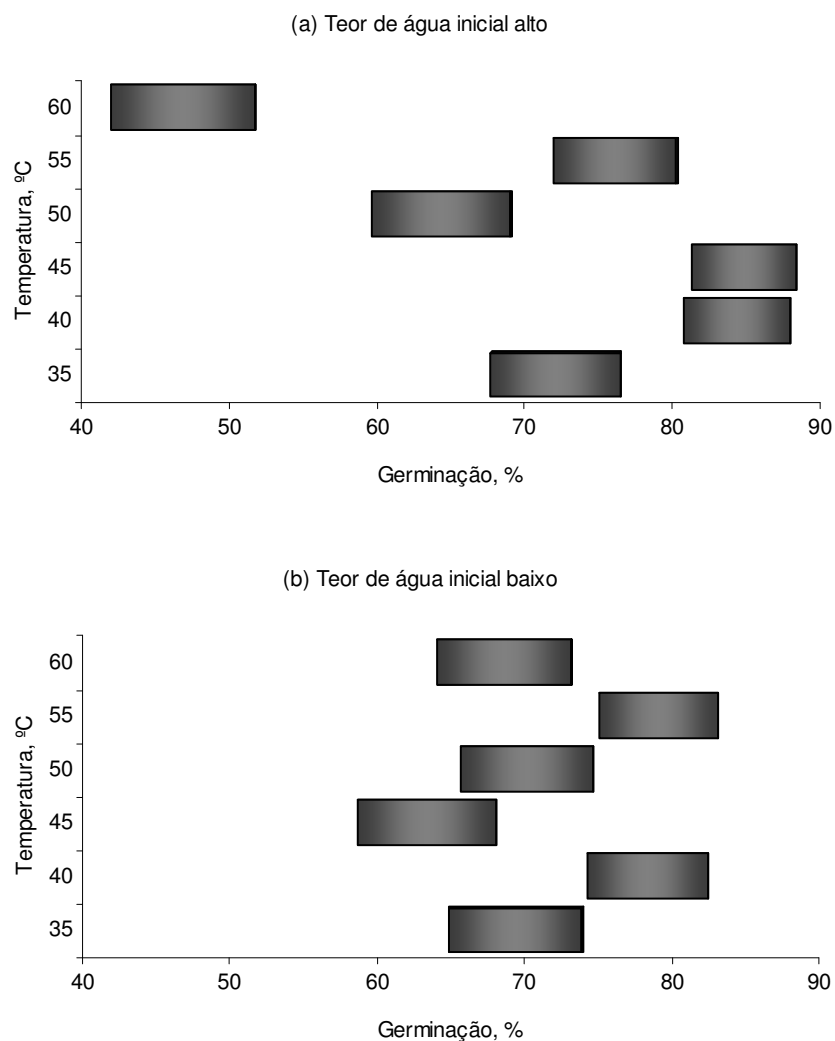 (a) Teor de água inicial alto
60
55
50
45
40
35
Temperatura, ºC
40 50 60 70 80 90
Germinação, %
(b) Teor de água inicial baixo
60
55
50
45
40
35
Temperatura, ºC
40 50 60 70 80 90
Germinação, %